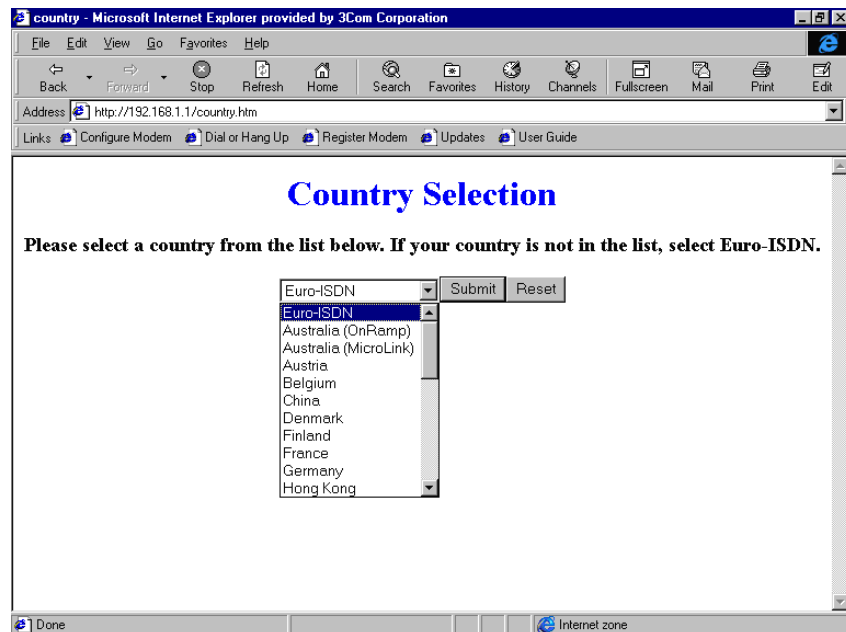 country - Microsoft Internet Explorer provided by 3Com Corporation
File Edit View Go Favorites Help
Back Forward Stop Refresh Home Search Favorites History Channels Fullscreen Mail Print Edit
Address http://192.168.1.1/country.htm
Links Configure Modem Dial or Hang Up Register Modem Updates User Guide
Country Selection
Please select a country from the list below. If your country is not in the list, select Euro-ISDN.
Euro-ISDN Submit Reset
Euro-ISDN
Australia (OnRamp)
Australia (MicroLink)
Austria
Belgium
China
Denmark
Finland
France
Germany
Hong Kong
Done Internet zone